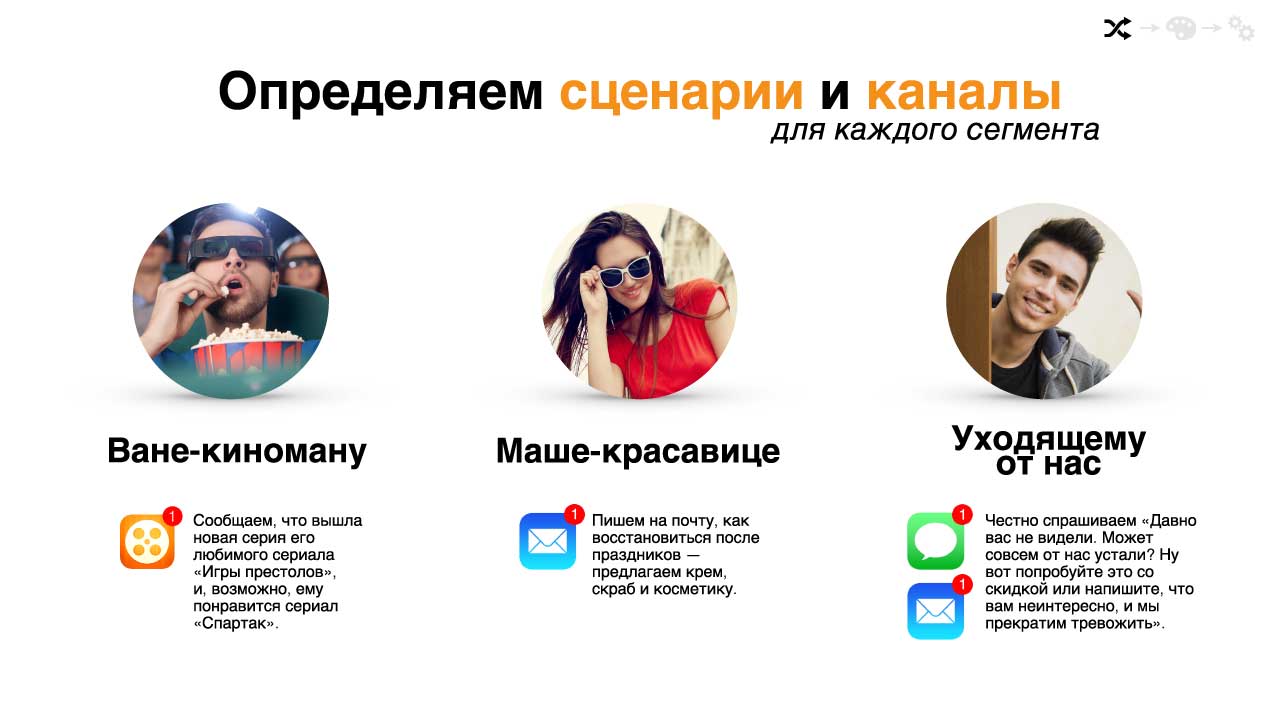 Определяем сценарии и каналы
для каждого сегмента
Ване-киноману
1
Сообщаем, что вышла
новая серия его
любимого сериала
«Игры престолов»,
и, возможно, ему
понравится сериал
«Спартак».
Маше-красавице
1
Пишем на почту, как
восстановиться после
праздников —
предлагаем крем,
скраб и косметику.
Уходящему
от нас
1
1
Честно спрашиваем «Давно
вас не видели. Может
совсем от нас устали? Ну
вот попробуйте это со
скидкой или напишите, что
вам неинтересно, и мы
прекратим тревожить».